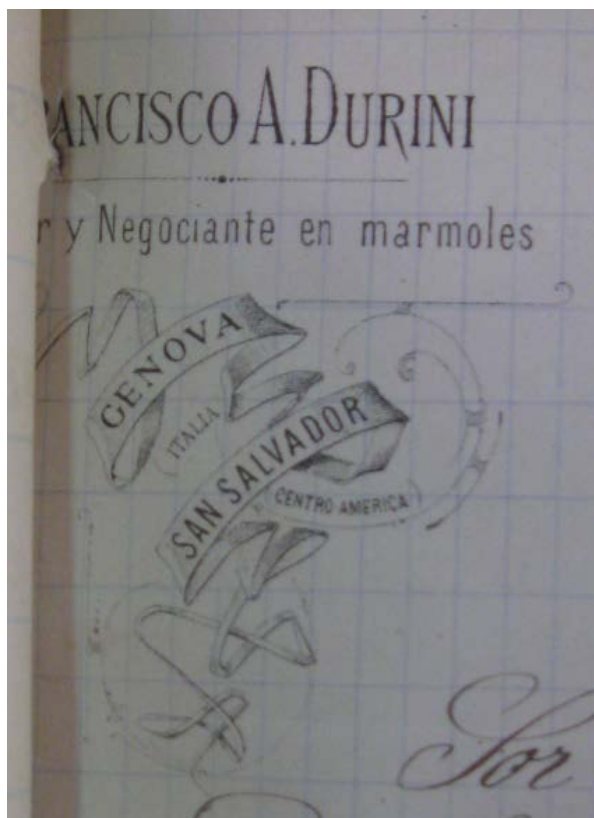 ANCISCO A. DURINI
r y Negociante en marmoles
GENOVA
ITALIA
SAN SALVADOR
CENTRO AMERICA
Sor